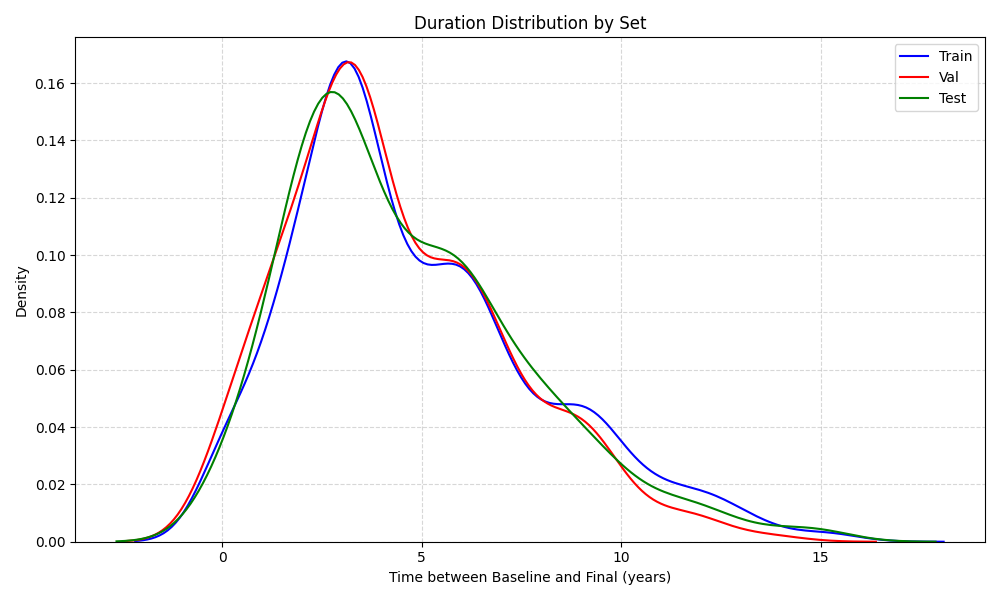 Duration Distribution by Set
Train
Val
Test
0.16
0.14
0.12
0.10
0.08
0.06
0.04
0.02
0.00
Density
0
5
10
15
Time between Baseline and Final (years)